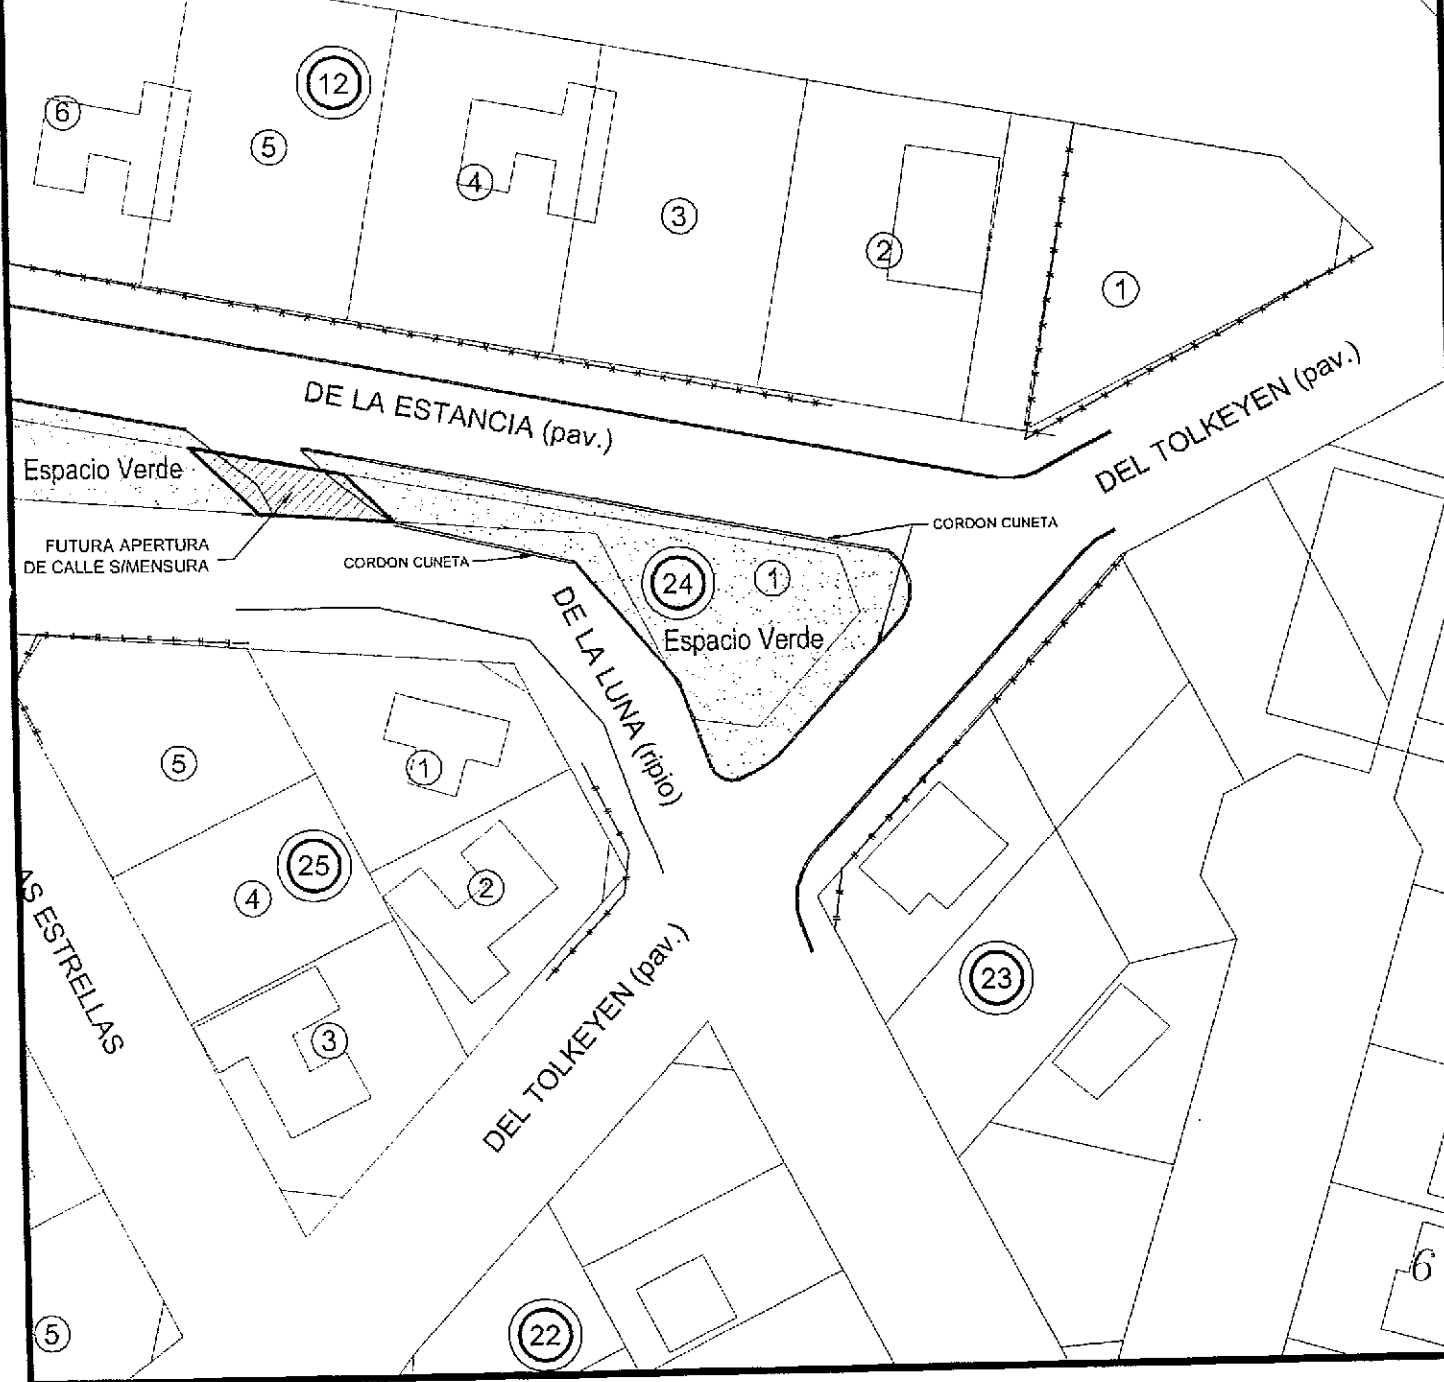 12
6
5
4
3
2
1
DE LA ESTANCIA (pav.)
DEL TOLKEYEN (pav.)
Espacio Verde
FUTURA APERTURA
DE CALLE S/MENSURA
CORDON CUNETA
CORDON CUNETA
24
1
Espacio Verde
DE LA LUNA (ripio)
5
1
25
4
2
3
AS ESTRELLAS
DEL TOLKEYEN (pav.)
23
22
5
6